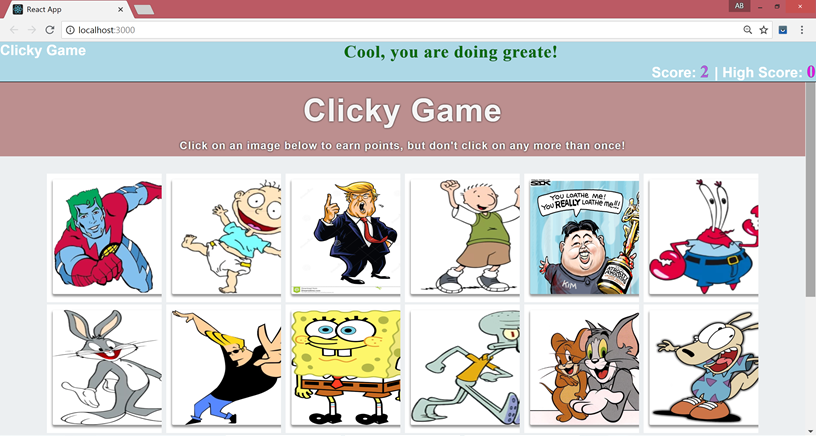 React App
AB
localhost:3000
Clicky Game
Cool, you are doing greate!
Score: 2 | High Score: 0
Clicky Game
Click on an image below to earn points, but don't click on any more than once!
YOU LOATHE ME!
YOU REALLY LOATHE ME!!!
KIM